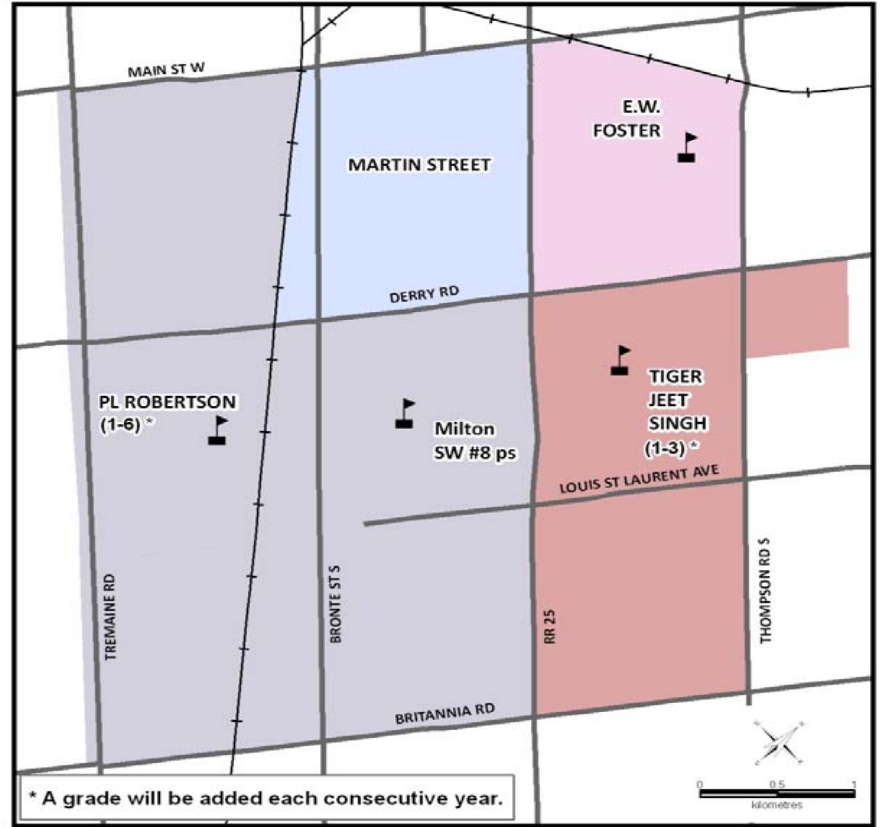 MAIN ST W
E.W.
FOSTER
MARTIN STREET
DERRY RD
PL ROBERTSON
(1-6) *
TIGER
JEET
SINGH
(1-3) *
Milton
SW #8 ps
LOUIS ST LAURENT AVE
TREMAINE RD
BRONTE ST S
RR 25
THOMPSON RD S
BRITANNIA RD
* A grade will be added each consecutive year.
0 0.5 1
kilometres